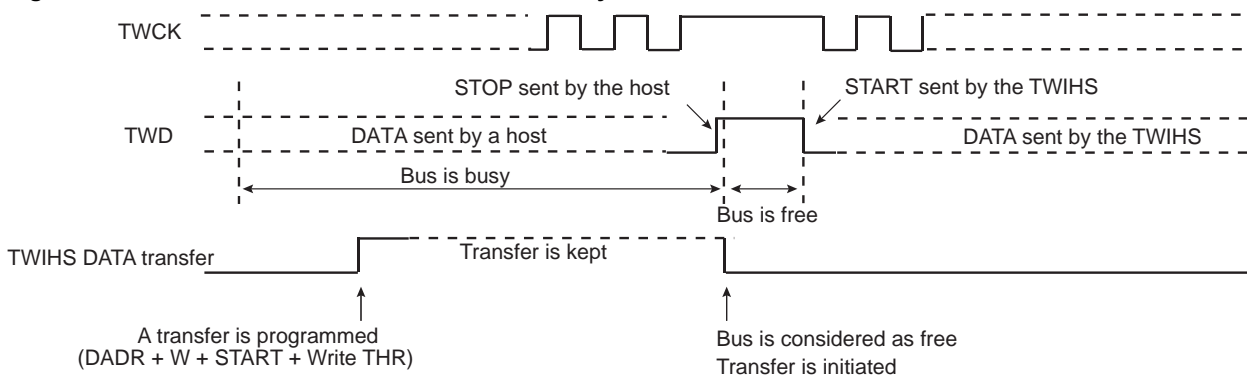 TWCK
STOP sent by the host
START sent by the TWIHS
TWD
DATA sent by a host
DATA sent by the TWIHS
Bus is busy
Bus is free
TWIHS DATA transfer
Transfer is kept
A transfer is programmed
(DADR + W + START + Write THR)
Bus is considered as free
Transfer is initiated